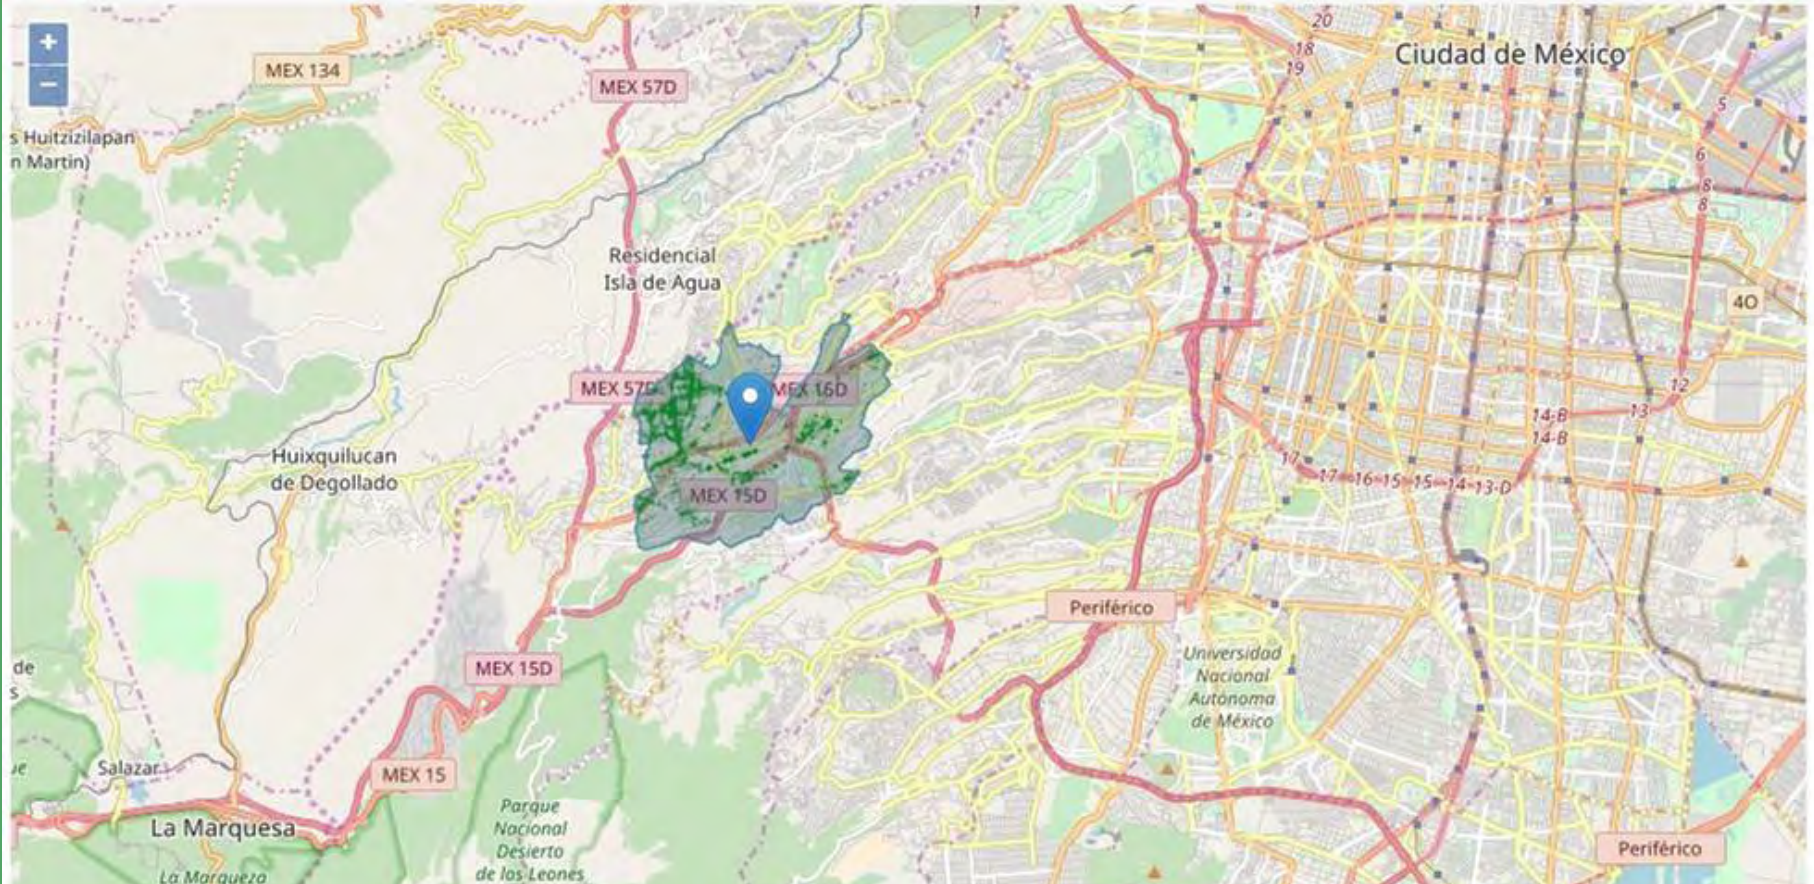 +
−
20
18
19
Ciudad de México
MEX 134
MEX 57D
5
s Huitzizilapan
n Martin)
6
8
8
Residencial
Isla de Agua
4O
MEX 57D
MEX 16D
12
13
14-B
14-B
Huixquilucan
de Degollado
17
17
16
15
15
14
13-D
MEX 15D
Periférico
MEX 15D
de
s
Universidad
Nacional
Autónoma
de México
Salazar
MEX 15
La Marquesa
Parque
Nacional
Desierto
de los Leones
La Marqueza
Periférico